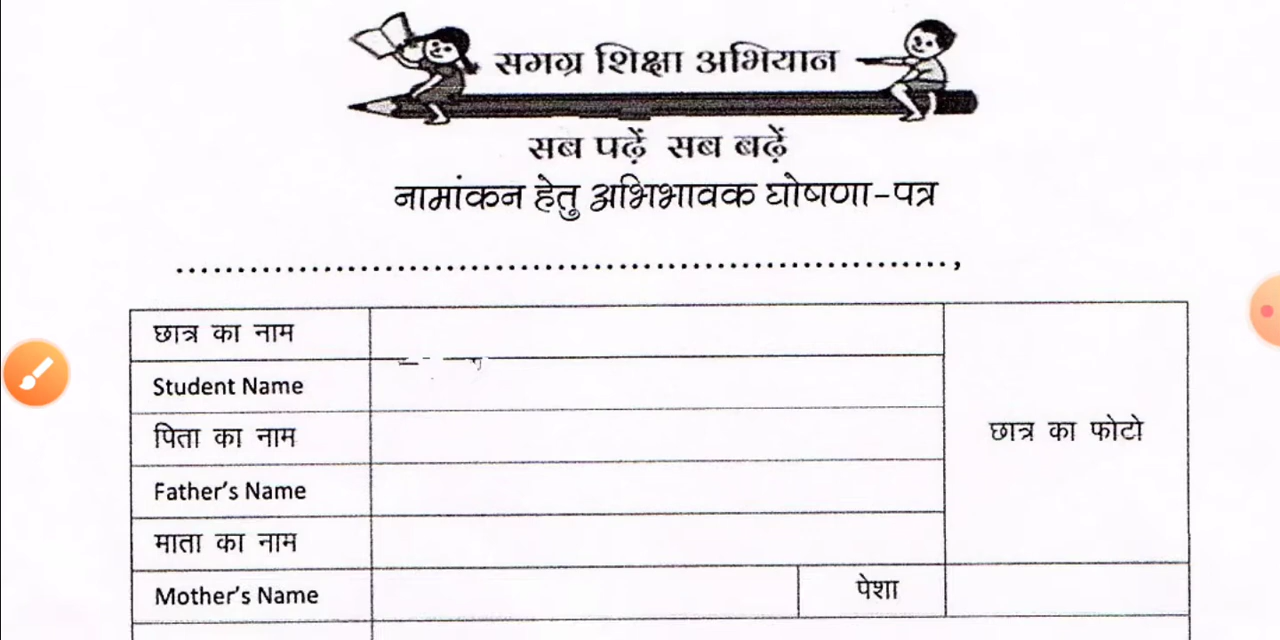 समग्र शिक्षा अभियान
सब पढ़ें सब बढ़ें
नामांकन हेतु अभिभावक घोषणा-पत्र
............................................................,
छात्र का नाम
Student Name
पिता का नाम
छात्र का फोटो
Father's Name
माता का नाम
Mother's Name पेशा